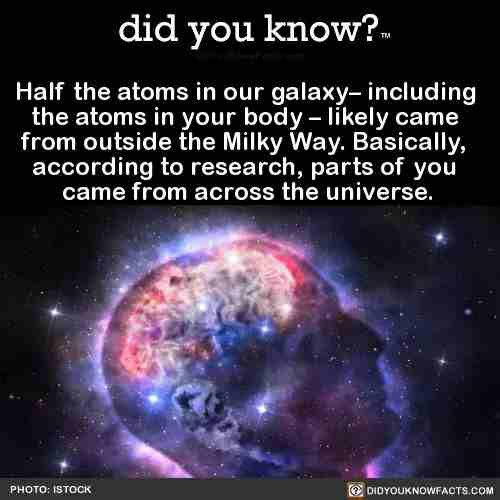 did you know?™
Half the atoms in our galaxy– including
the atoms in your body – likely came
from outside the Milky Way. Basically,
according to research, parts of you
came from across the universe.
PHOTO: ISTOCK
? DIDYOUKNOWFACTS.COM